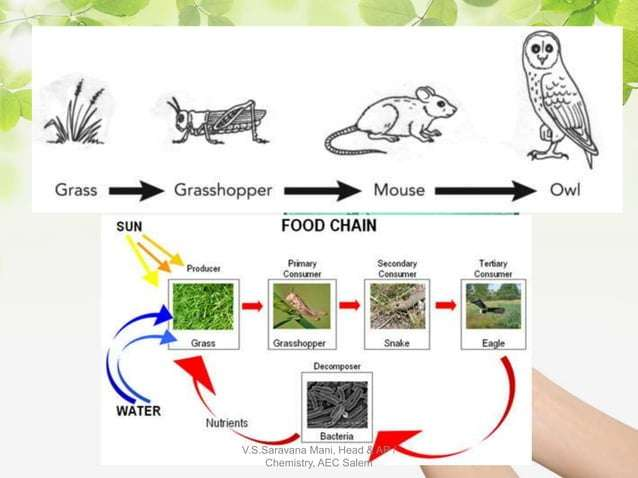 Grass Grasshopper Mouse Owl
SUN
FOOD CHAIN
Producer
Primary
Consumer
Secondary
Consumer
Tertiary
Consumer
Grass
Grasshopper
Snake
Eagle
Decomposer
WATER
Nutrients
Bacteria
V.S.Saravana Mani, Head &
Chemistry, AEC Salem